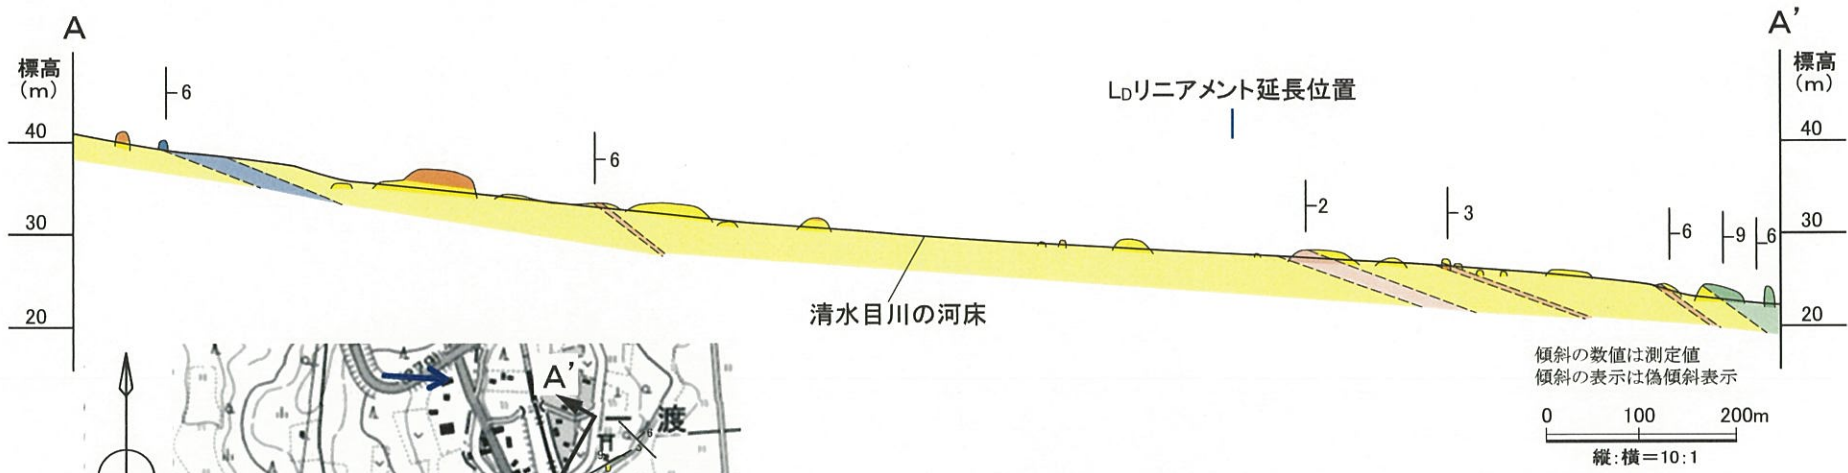 A
A’
標高
(m)
標高
(m)
6
LDリニアメント延長位置
40
40
6
2
3
6
9
6
30
30
清水目川の河床
20
20
傾斜の数値は測定値
傾斜の表示は偽傾斜表示
A’
渡
6
0 100 200m
縦:横=10:1